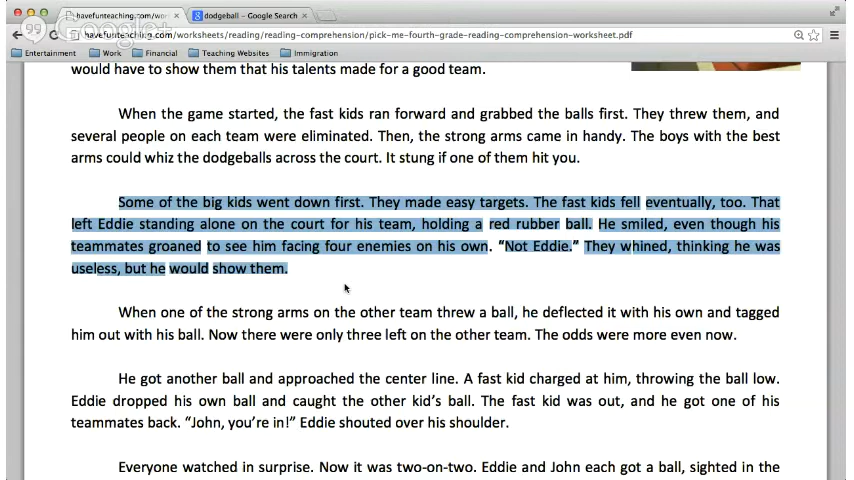 havefunteaching.com/wor
dodgeball – Google Search
Google+
havefunteaching.com/worksheets/reading/reading-comprehension/pick-me-fourth-grade-reading-comprehension-worksheet.pdf
Entertainment Work Financial Teaching Websites Immigration
would have to show them that his talents made for a good team.
When the game started, the fast kids ran forward and grabbed the balls first. They threw them, and
several people on each team were eliminated. Then, the strong arms came in handy. The boys with the best
arms could whiz the dodgeballs across the court. It stung if one of them hit you.
Some of the big kids went down first. They made easy targets. The fast kids fell eventually, too. That
left Eddie standing alone on the court for his team, holding a red rubber ball. He smiled, even though his
teammates groaned to see him facing four enemies on his own. “Not Eddie.” They whined, thinking he was
useless, but he would show them.
When one of the strong arms on the other team threw a ball, he deflected it with his own and tagged
him out with his ball. Now there were only three left on the other team. The odds were more even now.
He got another ball and approached the center line. A fast kid charged at him, throwing the ball low.
Eddie dropped his own ball and caught the other kid’s ball. The fast kid was out, and he got one of his
teammates back. “John, you’re in!” Eddie shouted over his shoulder.
Everyone watched in surprise. Now it was two-on-two. Eddie and John each got a ball, sighted in the